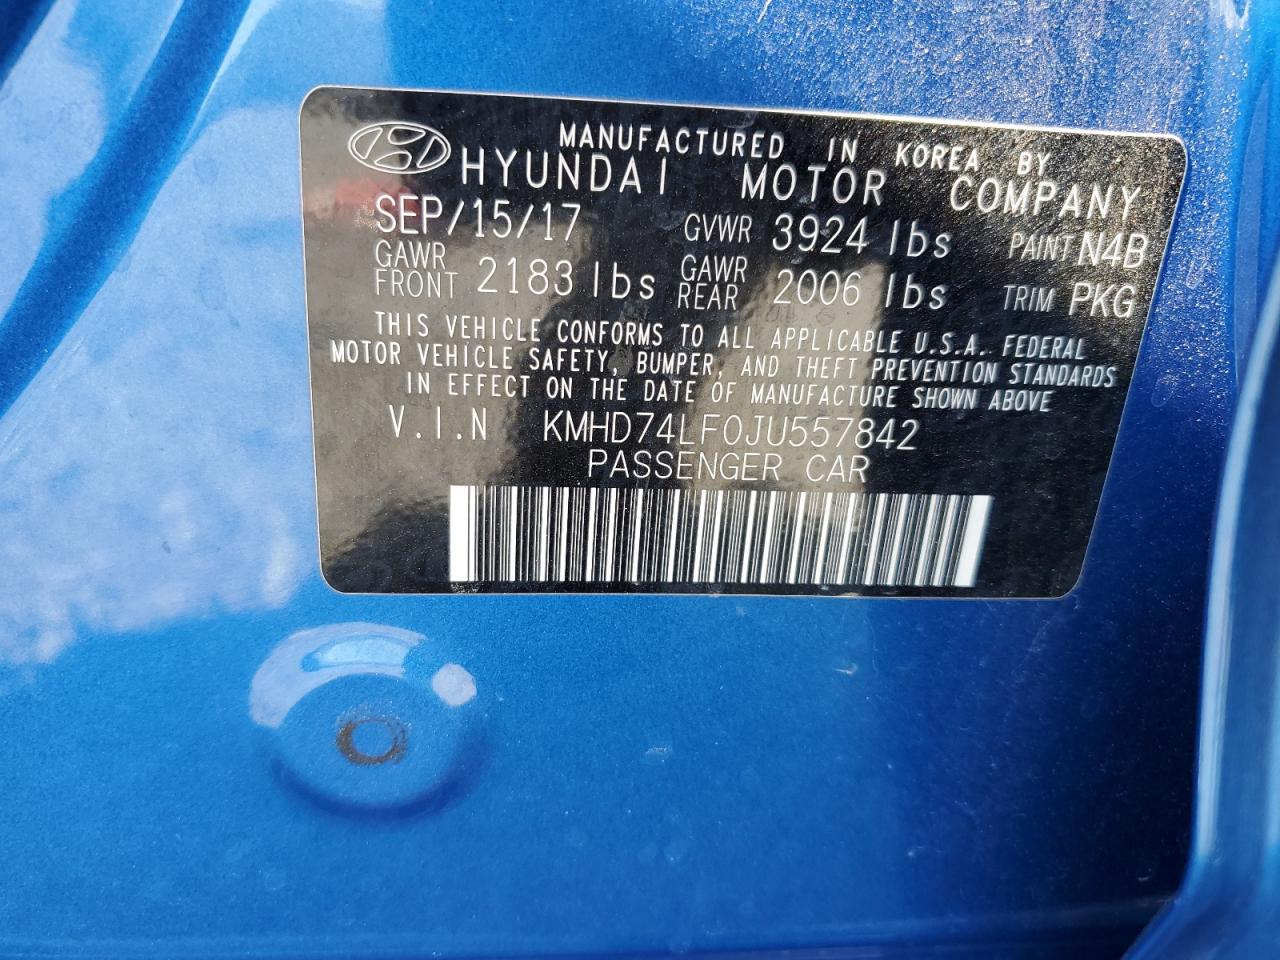 MANUFACTURED IN KOREA BY
HYUNDAI MOTOR COMPANY
SEP/15/17 GVWR 3924 lbs PAINT N4B
GAWR FRONT 2183 lbs GAWR REAR 2006 lbs TRIM PKG
THIS VEHICLE CONFORMS TO ALL APPLICABLE U.S.A. FEDERAL
MOTOR VEHICLE SAFETY, BUMPER, AND THEFT PREVENTION STANDARDS
IN EFFECT ON THE DATE OF MANUFACTURE SHOWN ABOVE
V.I.N KMHD74LF0JU557842
PASSENGER CAR